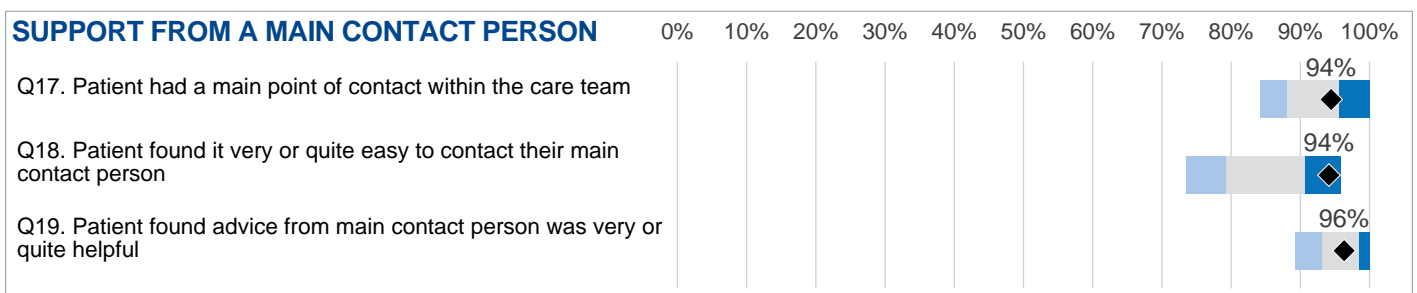 SUPPORT FROM A MAIN CONTACT PERSON 0% 10% 20% 30% 40% 50% 60% 70% 80% 90% 100%
Q17. Patient had a main point of contact within the care team 94%
Q18. Patient found it very or quite easy to contact their main
contact person 94%
Q19. Patient found advice from main contact person was very or
quite helpful 96%